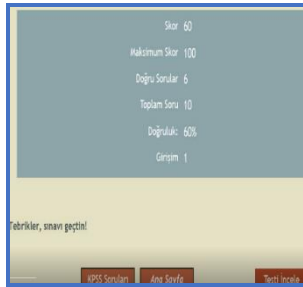 Skor 60
Maksimum Skor 100
Doğru Sorular 6
Toplam Soru 10
Doğruluk: 60%
Girişim 1
Tebrikler, sınavı geçtin!
KPSS Soruları Ana Sayfa Testi İncele